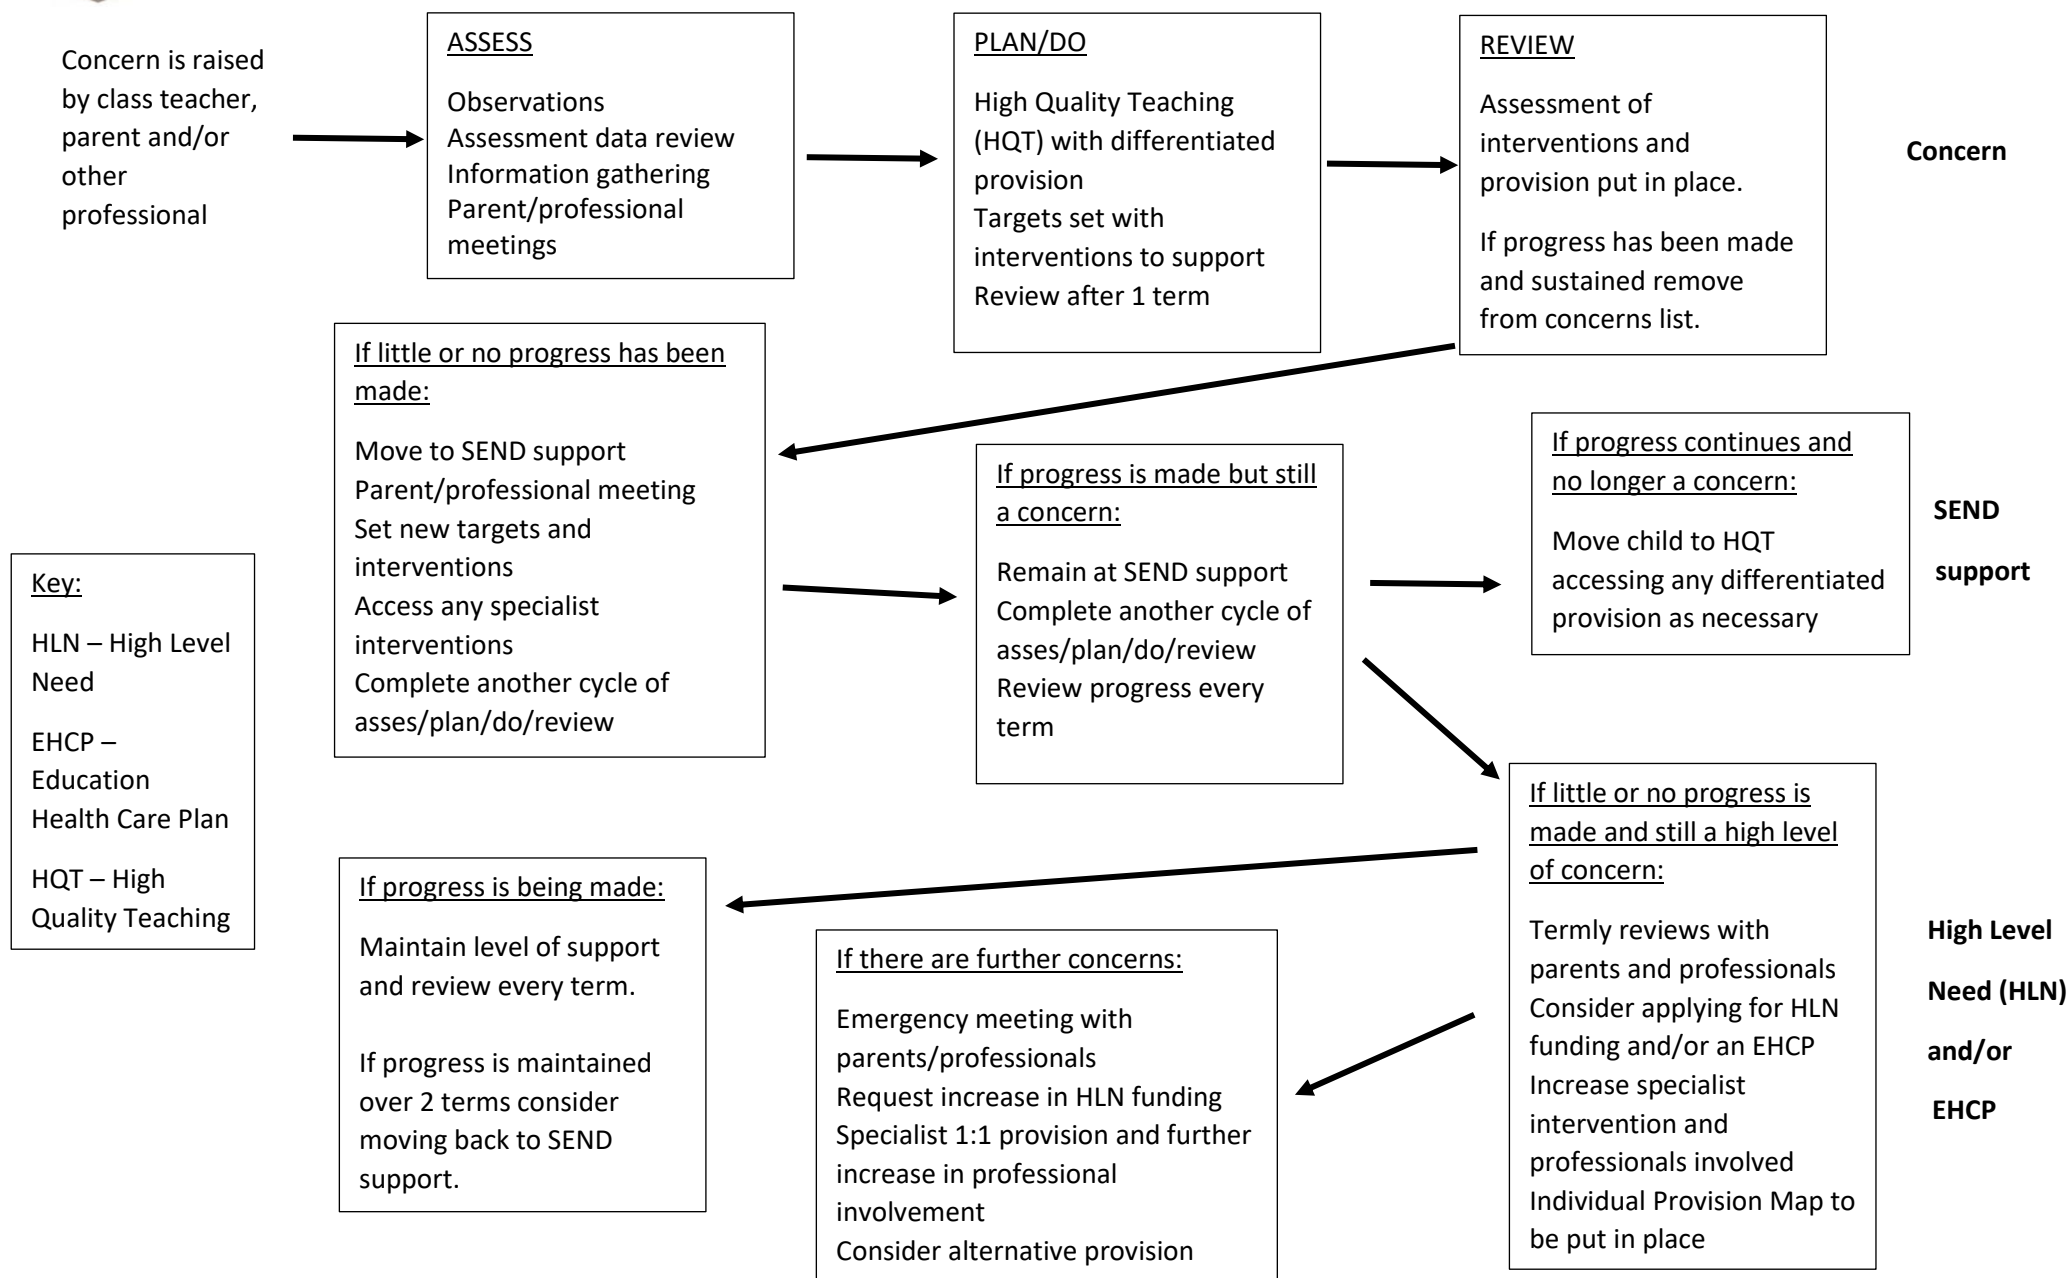 Concern is raised
by class teacher,
parent and/or
other
professional
ASSESS
Observations
Assessment data review
Information gathering
Parent/professional
meetings
PLAN/DO
High Quality Teaching
(HQT) with differentiated
provision
Targets set with
interventions to support
Review after 1 term
REVIEW
Assessment of
interventions and
provision put in place.
If progress has been made
and sustained remove
from concerns list.
Concern
If little or no progress has been
made:
Move to SEND support
Parent/professional meeting
Set new targets and
interventions
Access any specialist
interventions
Complete another cycle of
asses/plan/do/review
If progress is made but still
a concern:
Remain at SEND support
Complete another cycle of
asses/plan/do/review
Review progress every
term
If progress continues and
no longer a concern:
Move child to HQT
accessing any differentiated
provision as necessary
SEND
support
Key:
HLN – High Level
Need
EHCP –
Education
Health Care Plan
HQT – High
Quality Teaching
If progress is being made:
Maintain level of support
and review every term.
If progress is maintained
over 2 terms consider
moving back to SEND
support.
If there are further concerns:
Emergency meeting with
parents/professionals
Request increase in HLN funding
Specialist 1:1 provision and further
increase in professional
involvement
Consider alternative provision
If little or no progress is
made and still a high level
of concern:
Termly reviews with
parents and professionals
Consider applying for HLN
funding and/or an EHCP
Increase specialist
intervention and
professionals involved
Individual Provision Map to
be put in place
High Level
Need (HLN)
and/or
EHCP